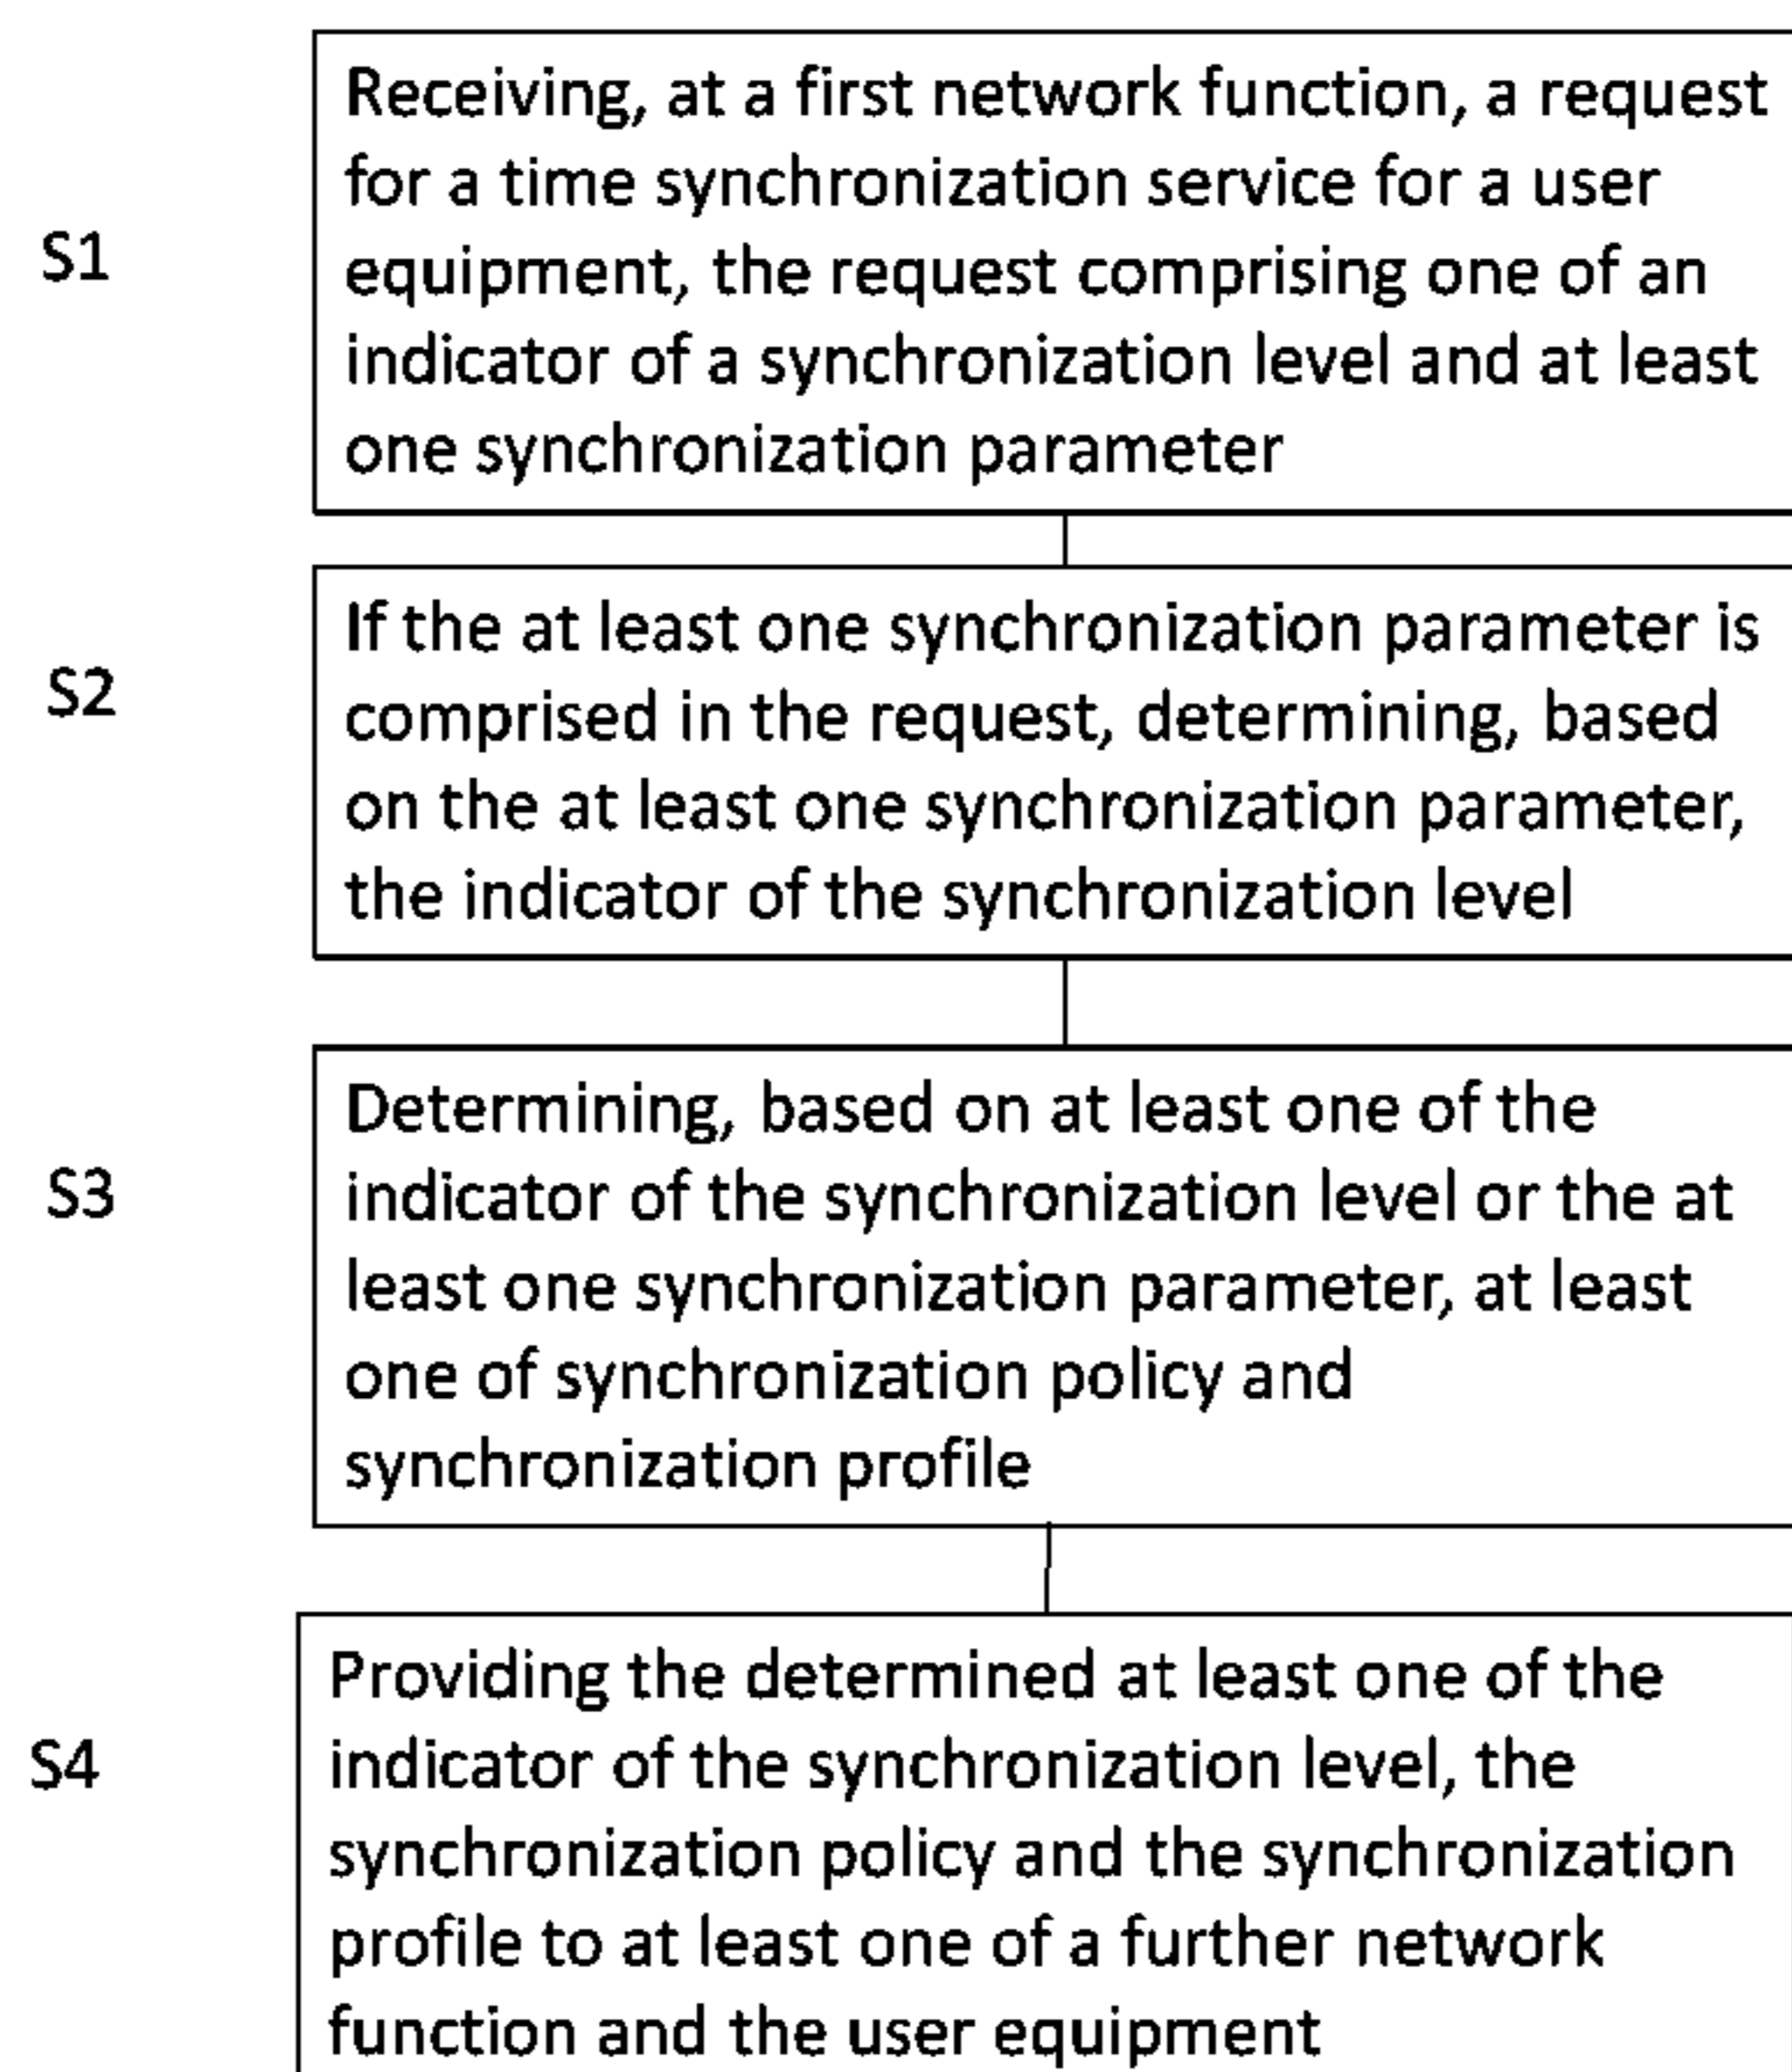 Receiving, at a first network function, a request
for a time synchronization service for a user
S1
equipment, the request comprising one of an
indicator of a synchronization level and at least
one synchronization parameter
If the at least one synchronization parameter is
S2
comprised in the request, determining, based
on the at least one synchronization parameter,
the indicator of the synchronization level
Determining, based on at least one of the
S3
indicator of the synchronization level or the at
least one synchronization parameter, at least
one of synchronization policy and
synchronization profile
Providing the determined at least one of the
S4
indicator of the synchronization level, the
synchronization policy and the synchronization
profile to at least one of a further network
function and the user equipment